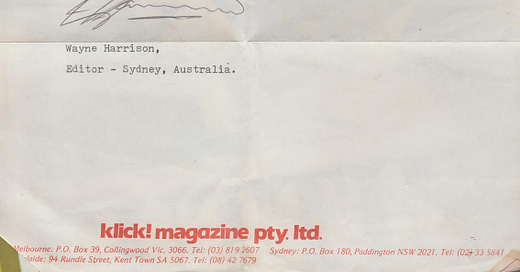 Wayne Harrison,
Editor - Sydney, Australia.
klick! magazine pty. ltd.
Melbourne: P.O. Box 39, Collingwood Vic. 3066. Tel: (03) 819 2607 Sydney: P.O. Box 180, Paddington NSW 2021. Tel: (02) 33 5641
laide: 94 Rundle Street, Kent Town SA 5067. Tel: (08) 42 7679